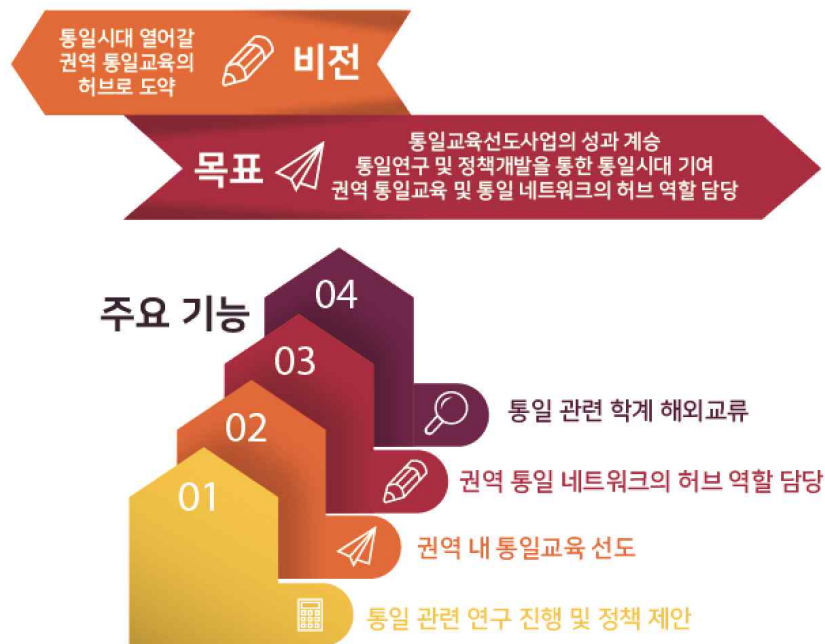 통일시대 열어갈
권역 통일교육의
허브로 도약
비전
목표
통일교육선도사업의 성과 계승
통일연구 및 정책개발을 통한 통일시대 기여
권역 통일교육 및 통일 네트워크의 허브 역할 담당
주요 기능
04
통일 관련 학계 해외교류
03
권역 통일 네트워크의 허브 역할 담당
02
권역 내 통일교육 선도
01
통일 관련 연구 진행 및 정책 제안